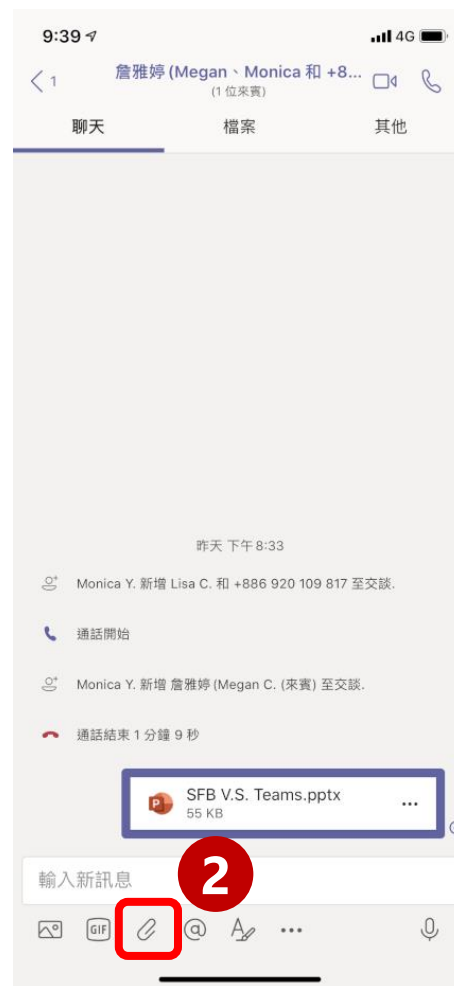 9:39 4G
1 詹雅婷 (Megan、Monica 和 +8...
(1 位來賓)
聊天 檔案 其他
昨天 下午 8:33
Monica Y. 新增 Lisa C. 和 +886 920 109 817 至交談.
通話開始
Monica Y. 新增 詹雅婷 (Megan C. (來賓) 至交談.
通話結束 1 分鐘 9 秒
P SFB V.S. Teams.pptx ...
55 KB
輸入新訊息
2
GIF @ A ...